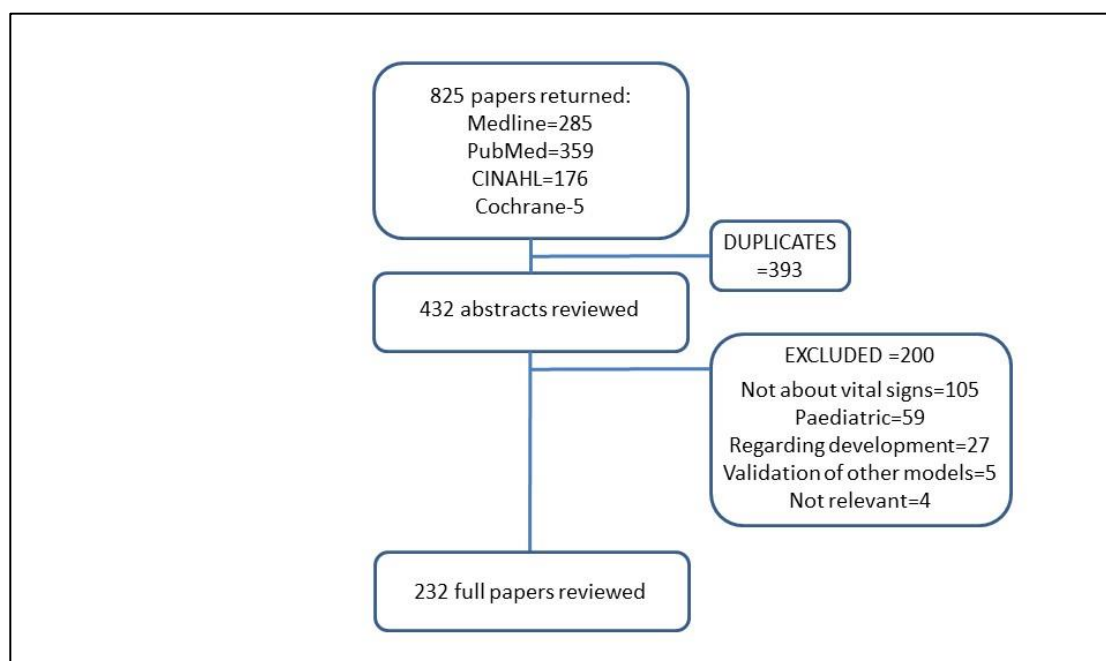 825 papers returned:
Medline=285
PubMed=359
CINAHL=176
Cochrane-5
DUPLICATES
=393
432 abstracts reviewed
EXCLUDED =200
Not about vital signs=105
Paediatric=59
Regarding development=27
Validation of other models=5
Not relevant=4
232 full papers reviewed